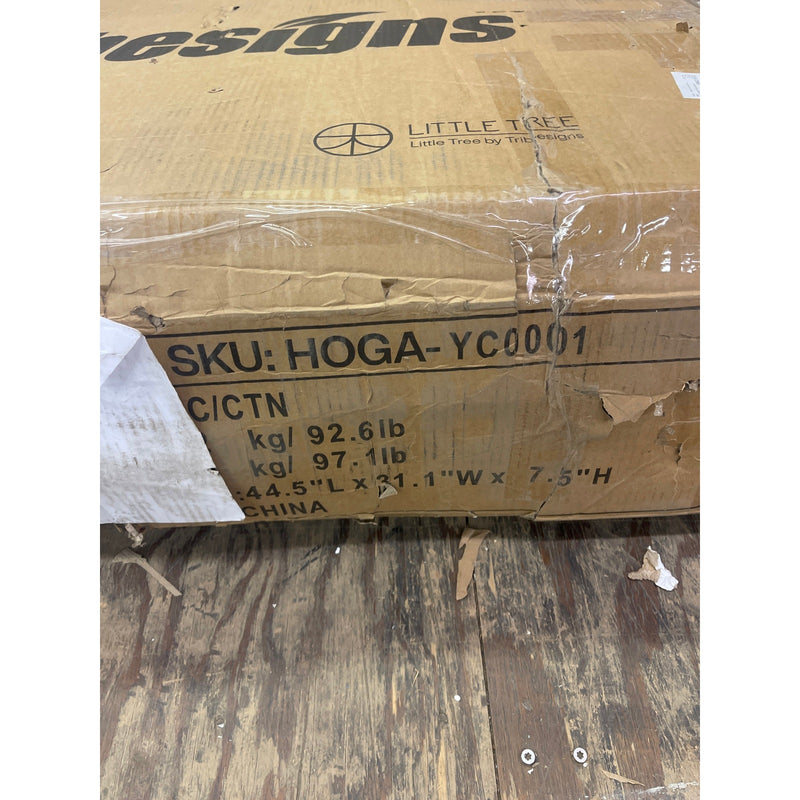 esigns
LITTLE TREE
Little Tree by Tribesigns
SKU: HOGA-YC0001
C/CTN
kg/ 92.6lb
kg/ 97.1lb
:44.5"L x 31.1"W x 7.5"H
CHINA